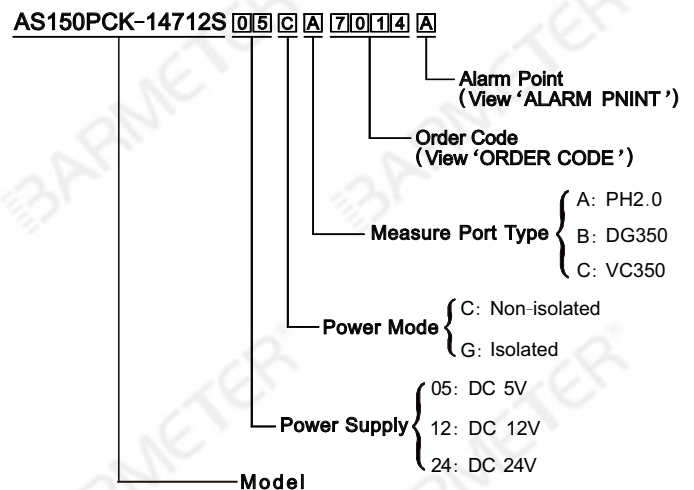 AS150PCK-14712S 05 C A 7014 A
Alarm Point
(View ‘ALARM PNINT’)
Order Code
(View ‘ORDER CODE’)
Measure Port Type
A: PH2.0
B: DG350
C: VC350
Power Mode
C: Non-isolated
G: Isolated
Power Supply
05: DC 5V
12: DC 12V
24: DC 24V
Model
BARMETER